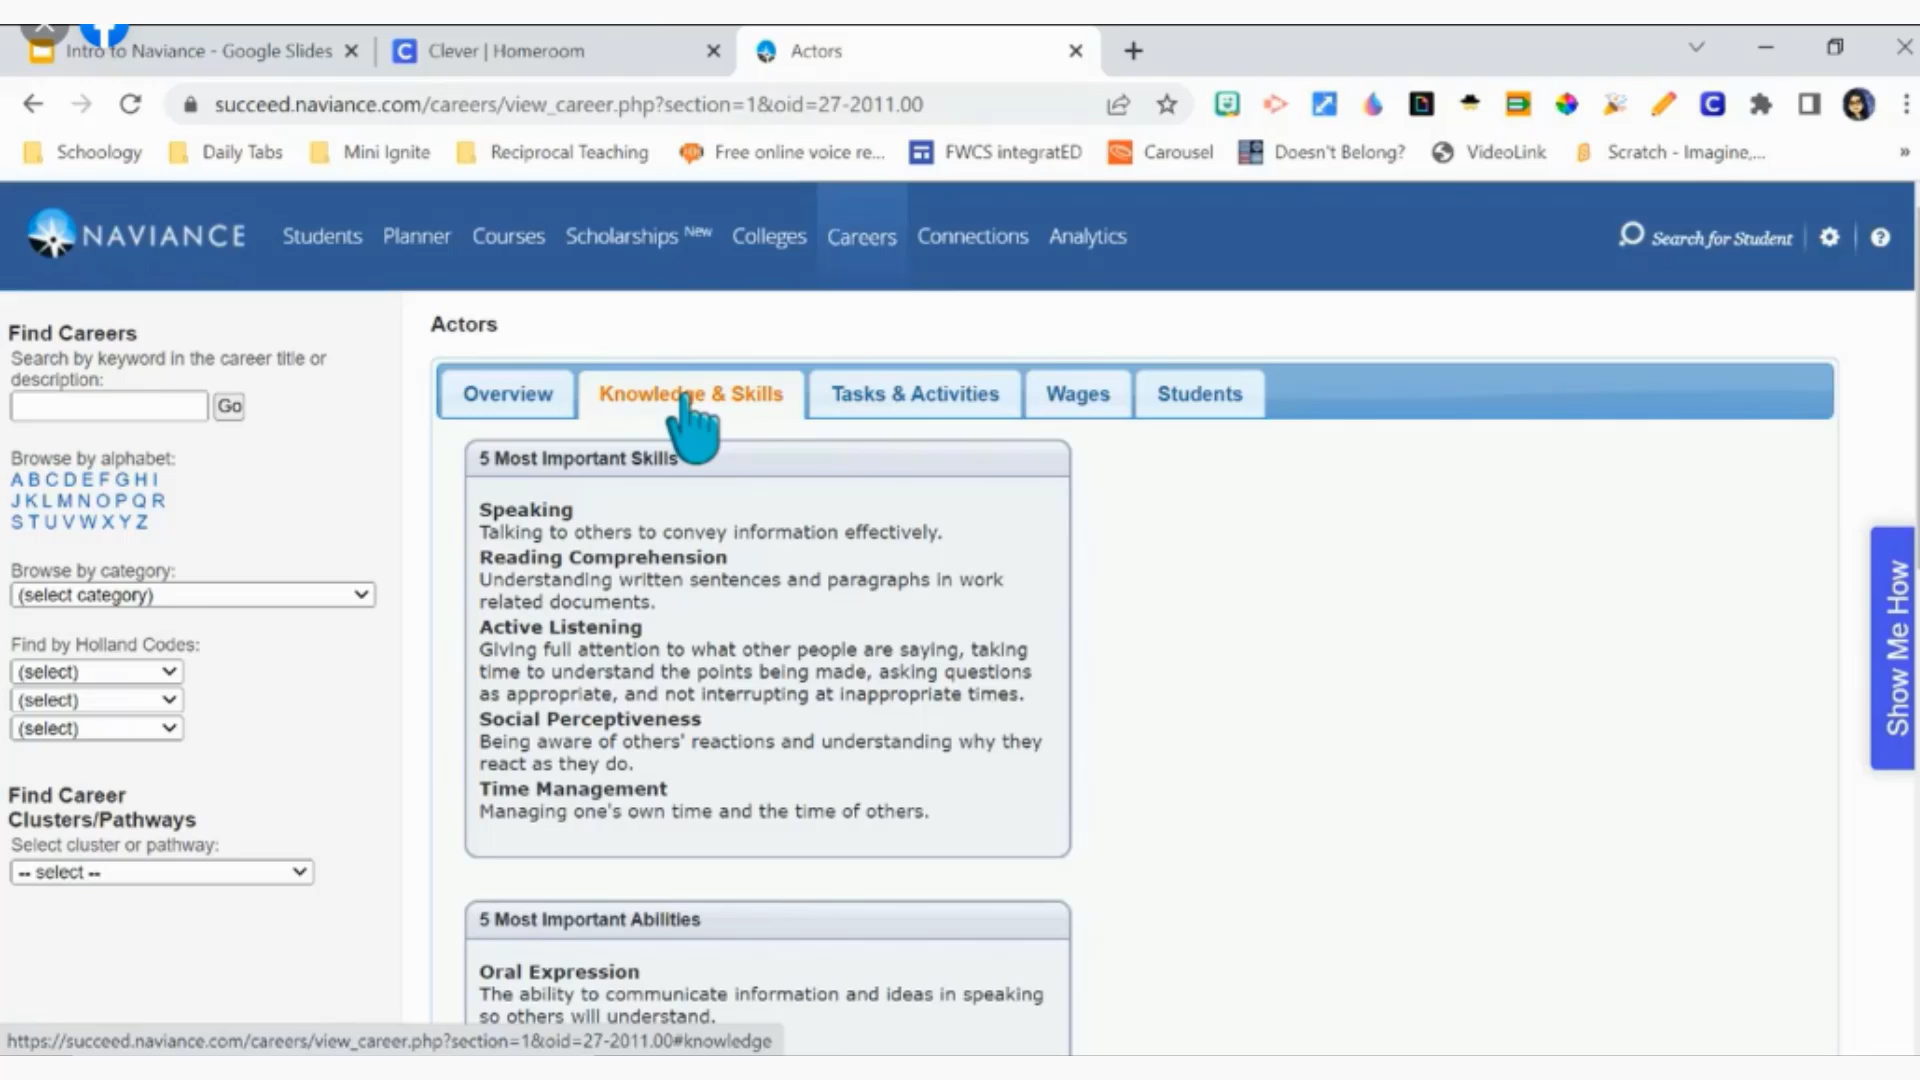 Intro to Naviance - Google Slides
Clever | Homeroom
Actors
succeed.naviance.com/careers/view_career.php?section=1&oid=27-2011.00
Schoology
Daily Tabs
Mini Ignite
Reciprocal Teaching
Free online voice re...
FWCS integratED
Carousel
Doesn't Belong?
VideoLink
Scratch - Imagine,...
»
NAVIANCE
Students
Planner
Courses
Scholarships New
Colleges
Careers
Connections
Analytics
Search for Student
Find Careers
Search by keyword in the career title or
description:
Go
Browse by alphabet:
A B C D E F G H I
J K L M N O P Q R
S T U V W X Y Z
Browse by category:
(select category)
Find by Holland Codes:
(select)
(select)
(select)
Find Career
Clusters/Pathways
Select cluster or pathway:
-- select --
Actors
Overview
Knowledge & Skills
Tasks & Activities
Wages
Students
5 Most Important Skills
Speaking
Talking to others to convey information effectively.
Reading Comprehension
Understanding written sentences and paragraphs in work
related documents.
Active Listening
Giving full attention to what other people are saying, taking
time to understand the points being made, asking questions
as appropriate, and not interrupting at inappropriate times.
Social Perceptiveness
Being aware of others' reactions and understanding why they
react as they do.
Time Management
Managing one's own time and the time of others.
5 Most Important Abilities
Oral Expression
The ability to communicate information and ideas in speaking
so others will understand.
Show Me How
https://succeed.naviance.com/careers/view_career.php?section=1&oid=27-2011.00#knowledge